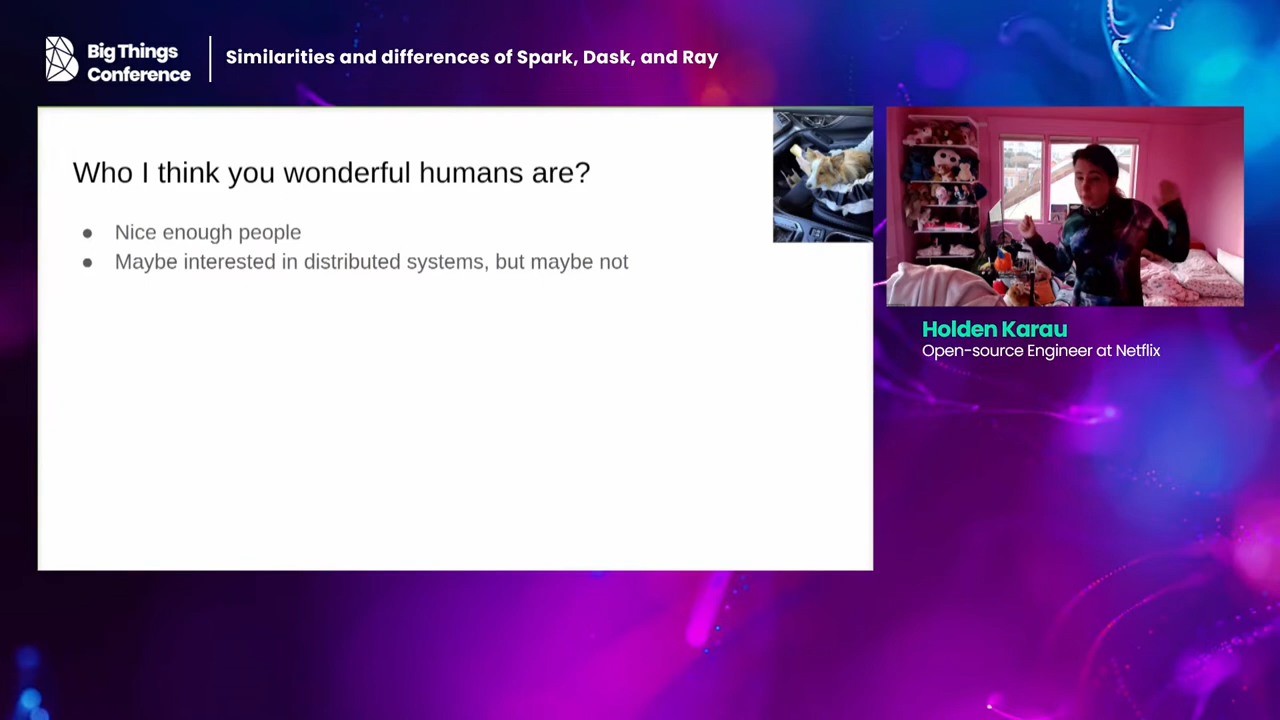 Big Things
Conference
Similarities and differences of Spark, Dask, and Ray
Who I think you wonderful humans are?
● Nice enough people
● Maybe interested in distributed systems, but maybe not
Holden Karau
Open-source Engineer at Netflix